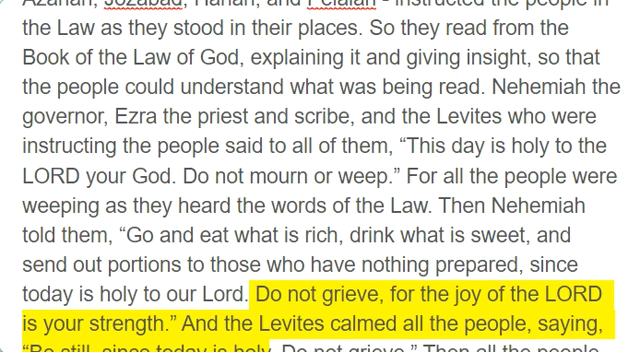 Azariah, Jozabad, Hanan, and Pelaiah - instructed the people in
the Law as they stood in their places. So they read from the
Book of the Law of God, explaining it and giving insight, so that
the people could understand what was being read. Nehemiah the
governor, Ezra the priest and scribe, and the Levites who were
instructing the people said to all of them, “This day is holy to the
LORD your God. Do not mourn or weep.” For all the people were
weeping as they heard the words of the Law. Then Nehemiah
told them, “Go and eat what is rich, drink what is sweet, and
send out portions to those who have nothing prepared, since
today is holy to our Lord. Do not grieve, for the joy of the LORD
is your strength.” And the Levites calmed all the people, saying,
“Be still, since today is holy. Do not grieve.” Then all the people